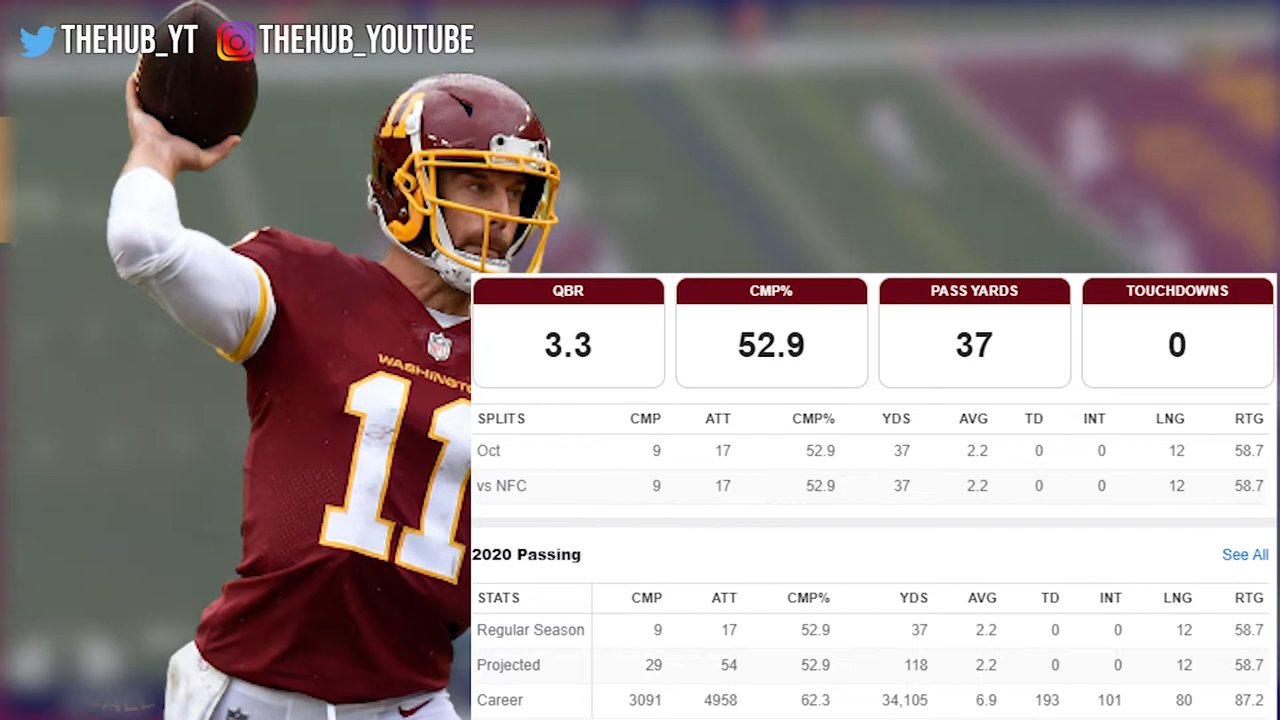 THEHUB_YT THEHUB_YOUTUBE
WASHINGTO
11
QBR CMP% PASS YARDS TOUCHDOWNS
3.3 52.9 37 0
SPLITS CMP ATT CMP% YDS AVG TD INT LNG RTG
Oct 9 17 52.9 37 2.2 0 0 12 58.7
vs NFC 9 17 52.9 37 2.2 0 0 12 58.7
2020 Passing See All
STATS CMP ATT CMP% YDS AVG TD INT LNG RTG
Regular Season 9 17 52.9 37 2.2 0 0 12 58.7
Projected 29 54 52.9 118 2.2 0 0 12 58.7
Career 3091 4958 62.3 34,105 6.9 193 101 80 87.2